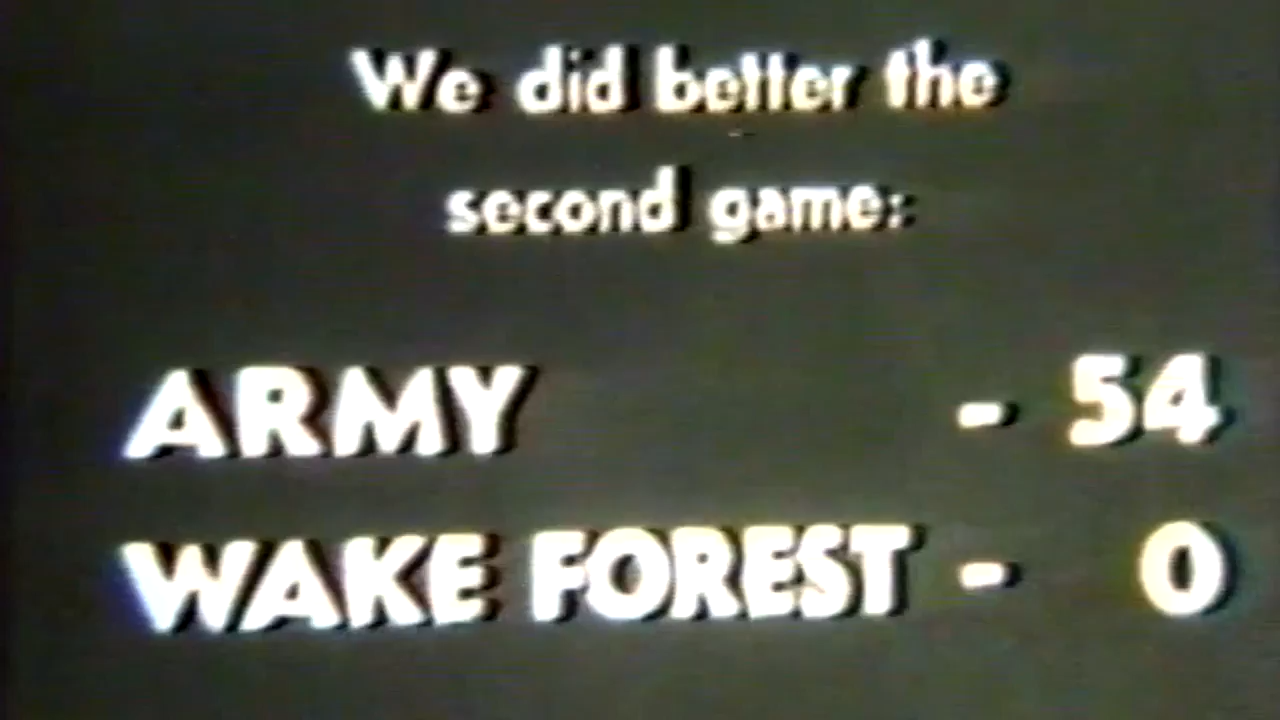 We did better the
second game:
ARMY - 54
WAKE FOREST - 0